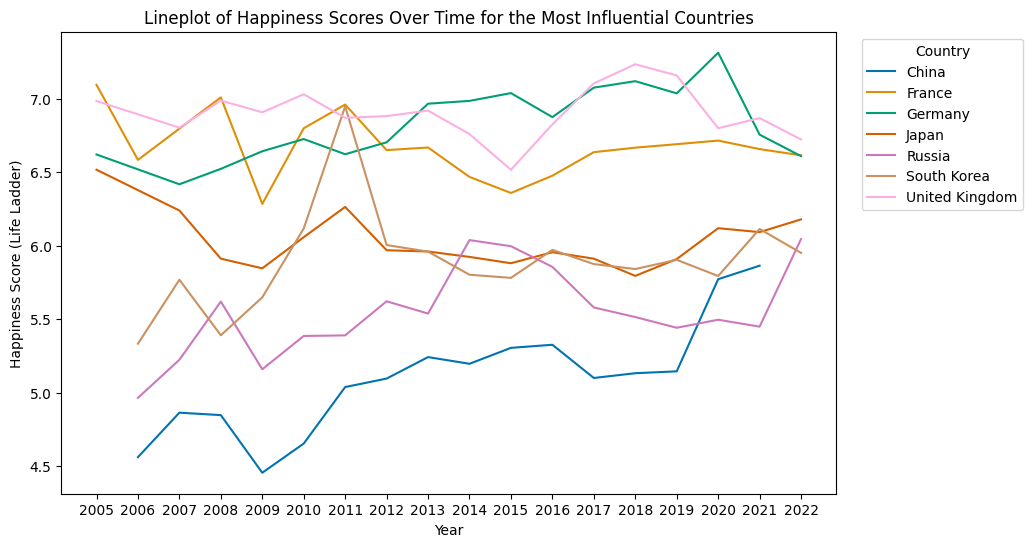 Lineplot of Happiness Scores Over Time for the Most Influential Countries
Happiness Score (Life Ladder)
7.0
6.5
6.0
5.5
5.0
4.5
2005 2006 2007 2008 2009 2010 2011 2012 2013 2014 2015 2016 2017 2018 2019 2020 2021 2022
Year
Country
China
France
Germany
Japan
Russia
South Korea
United Kingdom